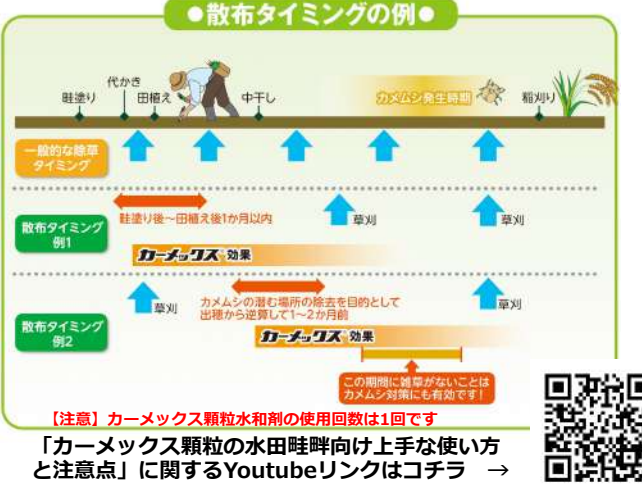 ●散布タイミングの例●
畦塗り
代かき
田植え
中干し
カメムシ発生時期
稲刈り
一般的な除草
タイミング
散布タイミング
例1
畦塗り後～田植え後1か月以内
草刈
草刈
カーメックス 効果
散布タイミング
例2
草刈
カメムシの潜む場所の除去を目的として
出穂から逆算して1～2か月前
草刈
カーメックス 効果
この期間に雑草がないことは
カメムシ対策にも有効です!
【注意】カーメックス顆粒水和剤の使用回数は1回です
「カーメックス顆粒の水田畦畔向け上手な使い方
と注意点」に関するYoutubeリンクはコチラ　→